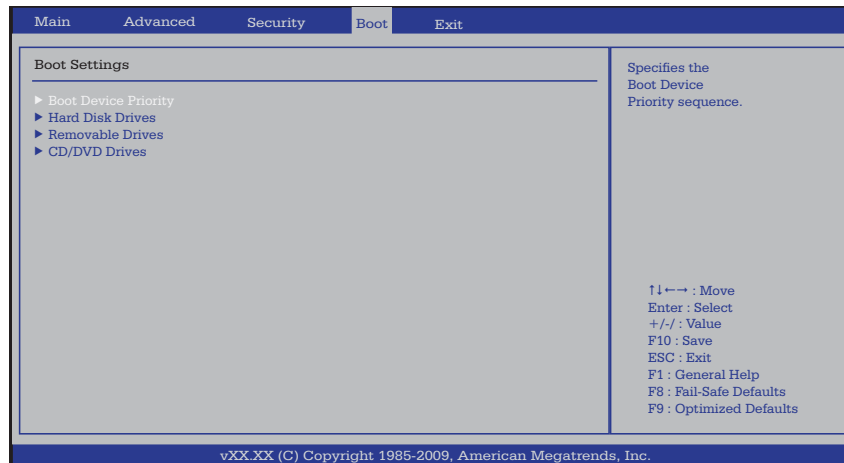 Main Advanced Security Boot Exit
Boot Settings
▶ Boot Device Priority
▶ Hard Disk Drives
▶ Removable Drives
▶ CD/DVD Drives
Specifies the
Boot Device
Priority sequence.
↑↓←→ : Move
Enter : Select
+/-/ : Value
F10 : Save
ESC : Exit
F1 : General Help
F8 : Fail-Safe Defaults
F9 : Optimized Defaults
vXX.XX (C) Copyright 1985-2009, American Megatrends, Inc.